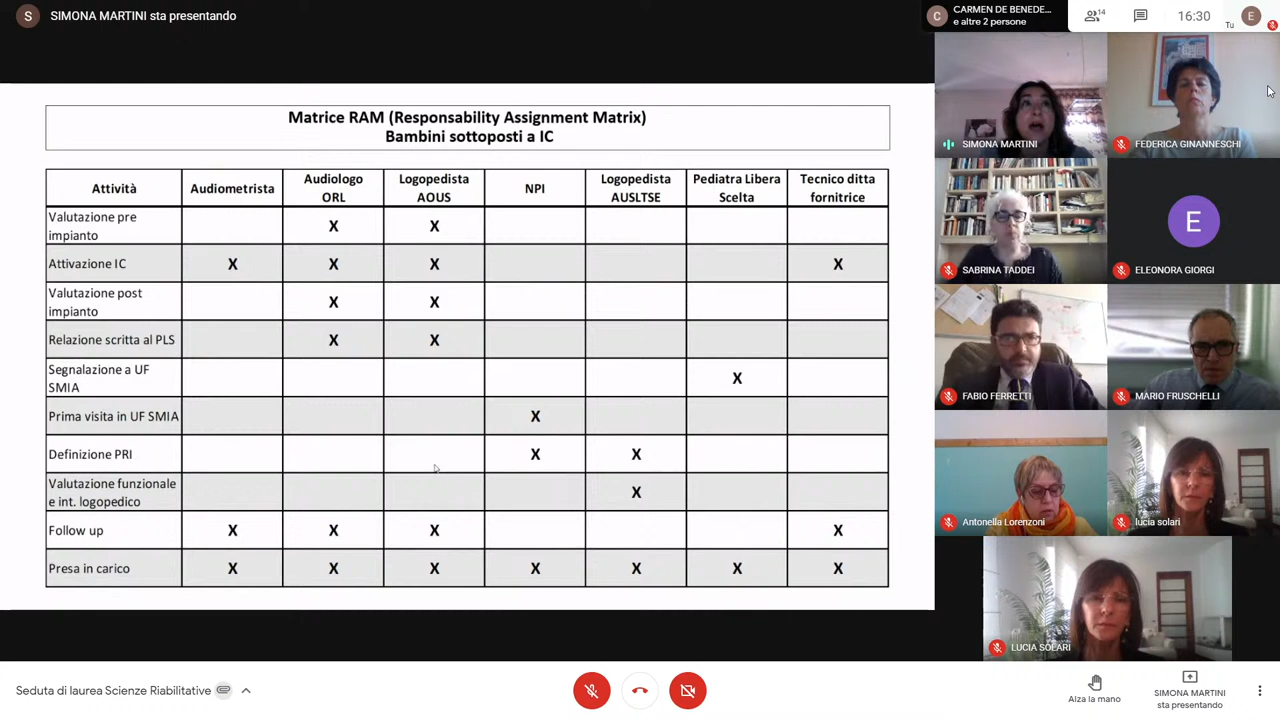 S SIMONA MARTINI sta presentando
C CARMEN DE BENEDE...
e altre 2 persone
14
16:30
Tu
E
Matrice RAM (Responsability Assignment Matrix)
Bambini sottoposti a IC
Attività Audiometrista Audiologo ORL Logopedista AOUS NPI Logopedista AUSLTSE Pediatra Libera Scelta Tecnico ditta fornitrice
Valutazione pre impianto X X
Attivazione IC X X X X
Valutazione post impianto X X
Relazione scritta al PLS X X
Segnalazione a UF SMIA X
Prima visita in UF SMIA X
Definizione PRI X X
Valutazione funzionale e int. logopedico X
Follow up X X X X
Presa in carico X X X X X X X
SIMONA MARTINI
FEDERICA GINANNESCHI
SABRINA TADDEI
E
ELEONORA GIORGI
FABIO FERRETTI
MARIO FRUSCHELLI
Antonella Lorenzoni
lucia solari
LUCIA SOLARI
Seduta di laurea Scienze Riabilitative
Alza la mano
SIMONA MARTINI
sta presentando